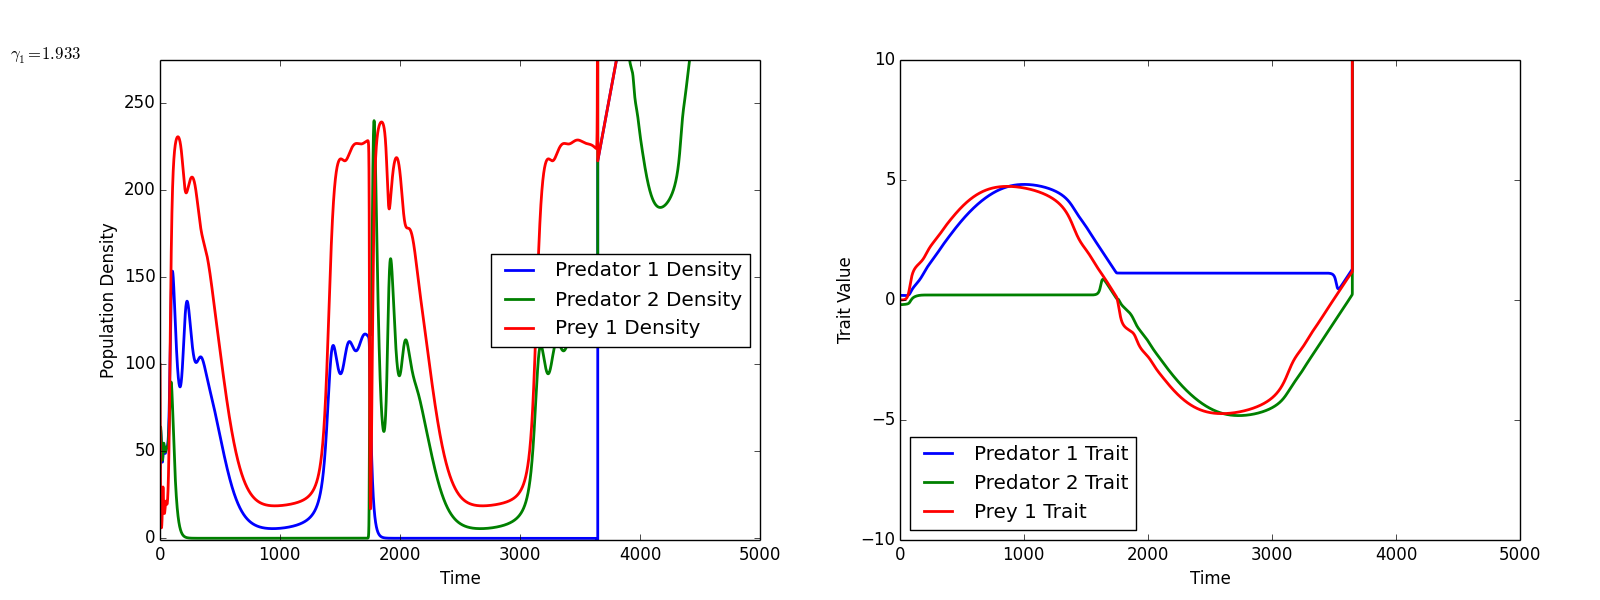 γ₁=1.933
250
200
150
100
50
0
Population Density
0 1000 2000 3000 4000 5000
Time
Predator 1 Density
Predator 2 Density
Prey 1 Density
10
5
0
−5
−10
Trait Value
0 1000 2000 3000 4000 5000
Time
Predator 1 Trait
Predator 2 Trait
Prey 1 Trait